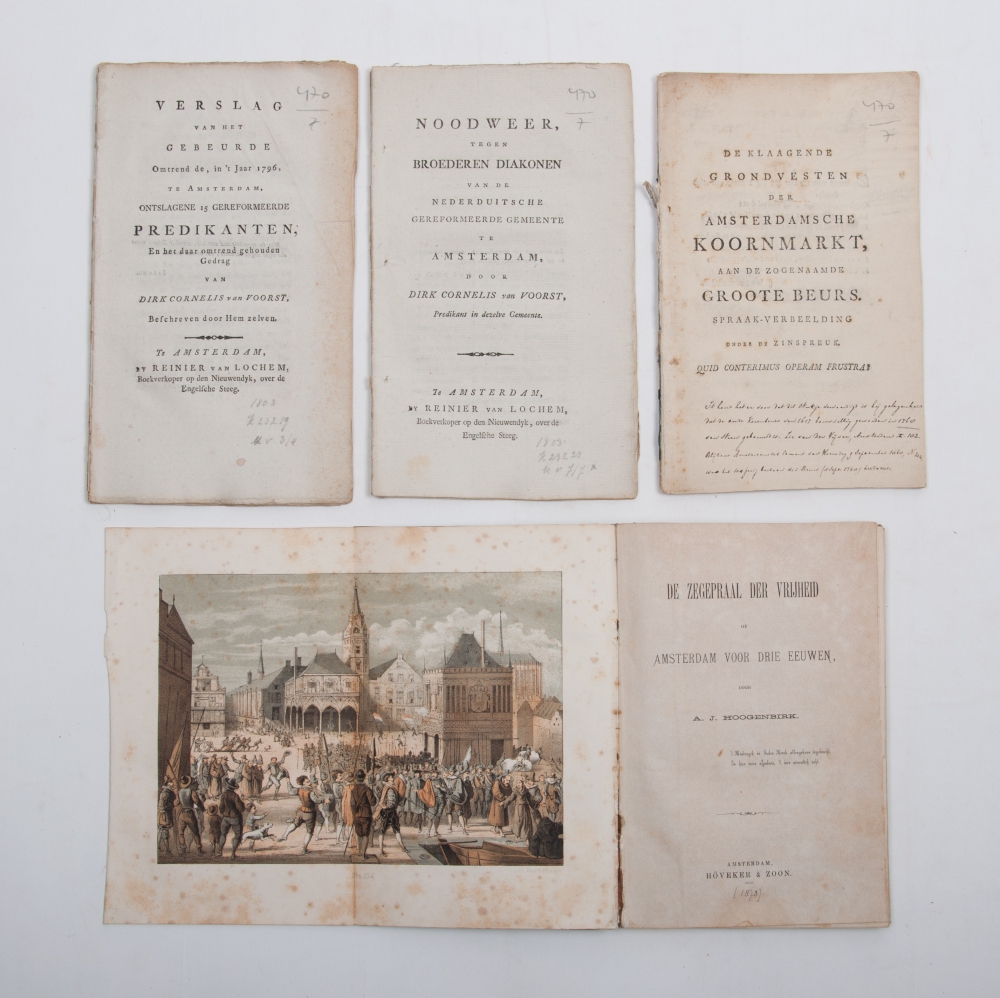 470
7
VERSLAG
VAN HET
GEBEURDE
Omtrend de, in 't Jaar 1796,
TE AMSTERDAM,
ONTSLAGENE 15 GEREFORMEERDE
PREDIKANTEN,
En het daar omtrend gehouden
Gedrag
VAN
DIRK CORNELIS van VOORST,
Beschreven door Hem zelven.
Te AMSTERDAM,
BY REINIER VAN LOCHEM,
Boekverkoper op den Nieuwendyk, over de
Engelsche Steeg.
1803
470
7
NOODWEER,
TEGEN
BROEDEREN DIAKONEN
VAN DE
NEDERDUITSCHE
GEREFORMEERDE GEMEENTE
TE
AMSTERDAM,
DOOR
DIRK CORNELIS van VOORST,
Predikant in dezelve Gemeente.
Te AMSTERDAM,
BY REINIER VAN LOCHEM,
Boekverkoper op den Nieuwendyk, over de
Engelsche Steeg.
1803
470
7
DE KLAAGENDE
GRONDVESTEN
DER
AMSTERDAMSCHE
KOORNMARKT,
AAN DE ZOGENAAMDE
GROOTE BEURS.
SPRAAK-VERBEELDING
ONDER DE ZINSPREUK,
QUID CONTERIMUS OPERAM FRUSTRA?
DE ZEGEPRAAL DER VRIJHEID
OF
AMSTERDAM VOOR DRIE EEUWEN,
DOOR
A. J. HOOGENBIRK.
AMSTERDAM,
HÖVEKER & ZOON.